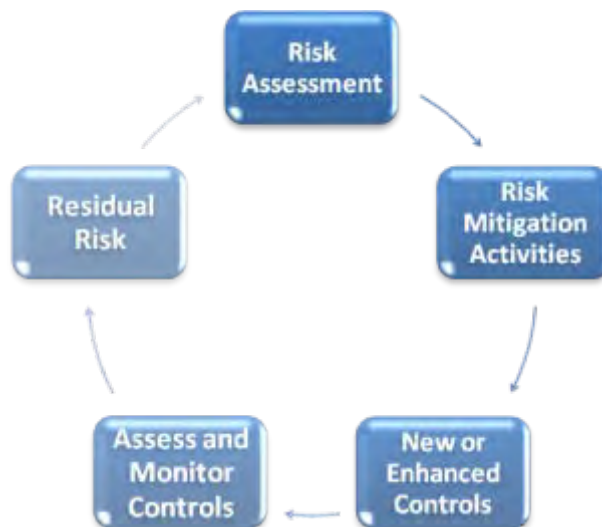 Risk
Assessment
Risk
Mitigation
Activities
New or
Enhanced
Controls
Assess and
Monitor
Controls
Residual
Risk